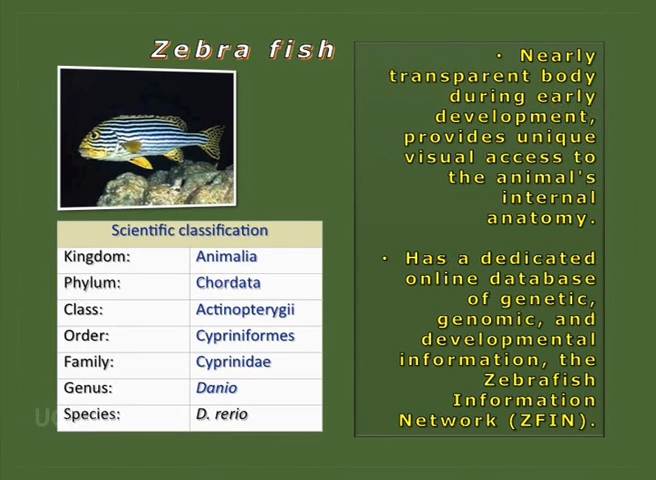 Zebra fish
Scientific classification
Kingdom: Animalia
Phylum: Chordata
Class: Actinopterygii
Order: Cypriniformes
Family: Cyprinidae
Genus: Danio
Species: D. rerio
• Nearly
transparent body
during early
development,
provides unique
visual access to
the animal's
internal
anatomy.
• Has a dedicated
online database
of genetic,
genomic, and
developmental
information, the
Zebrafish
Information
Network (ZFIN).